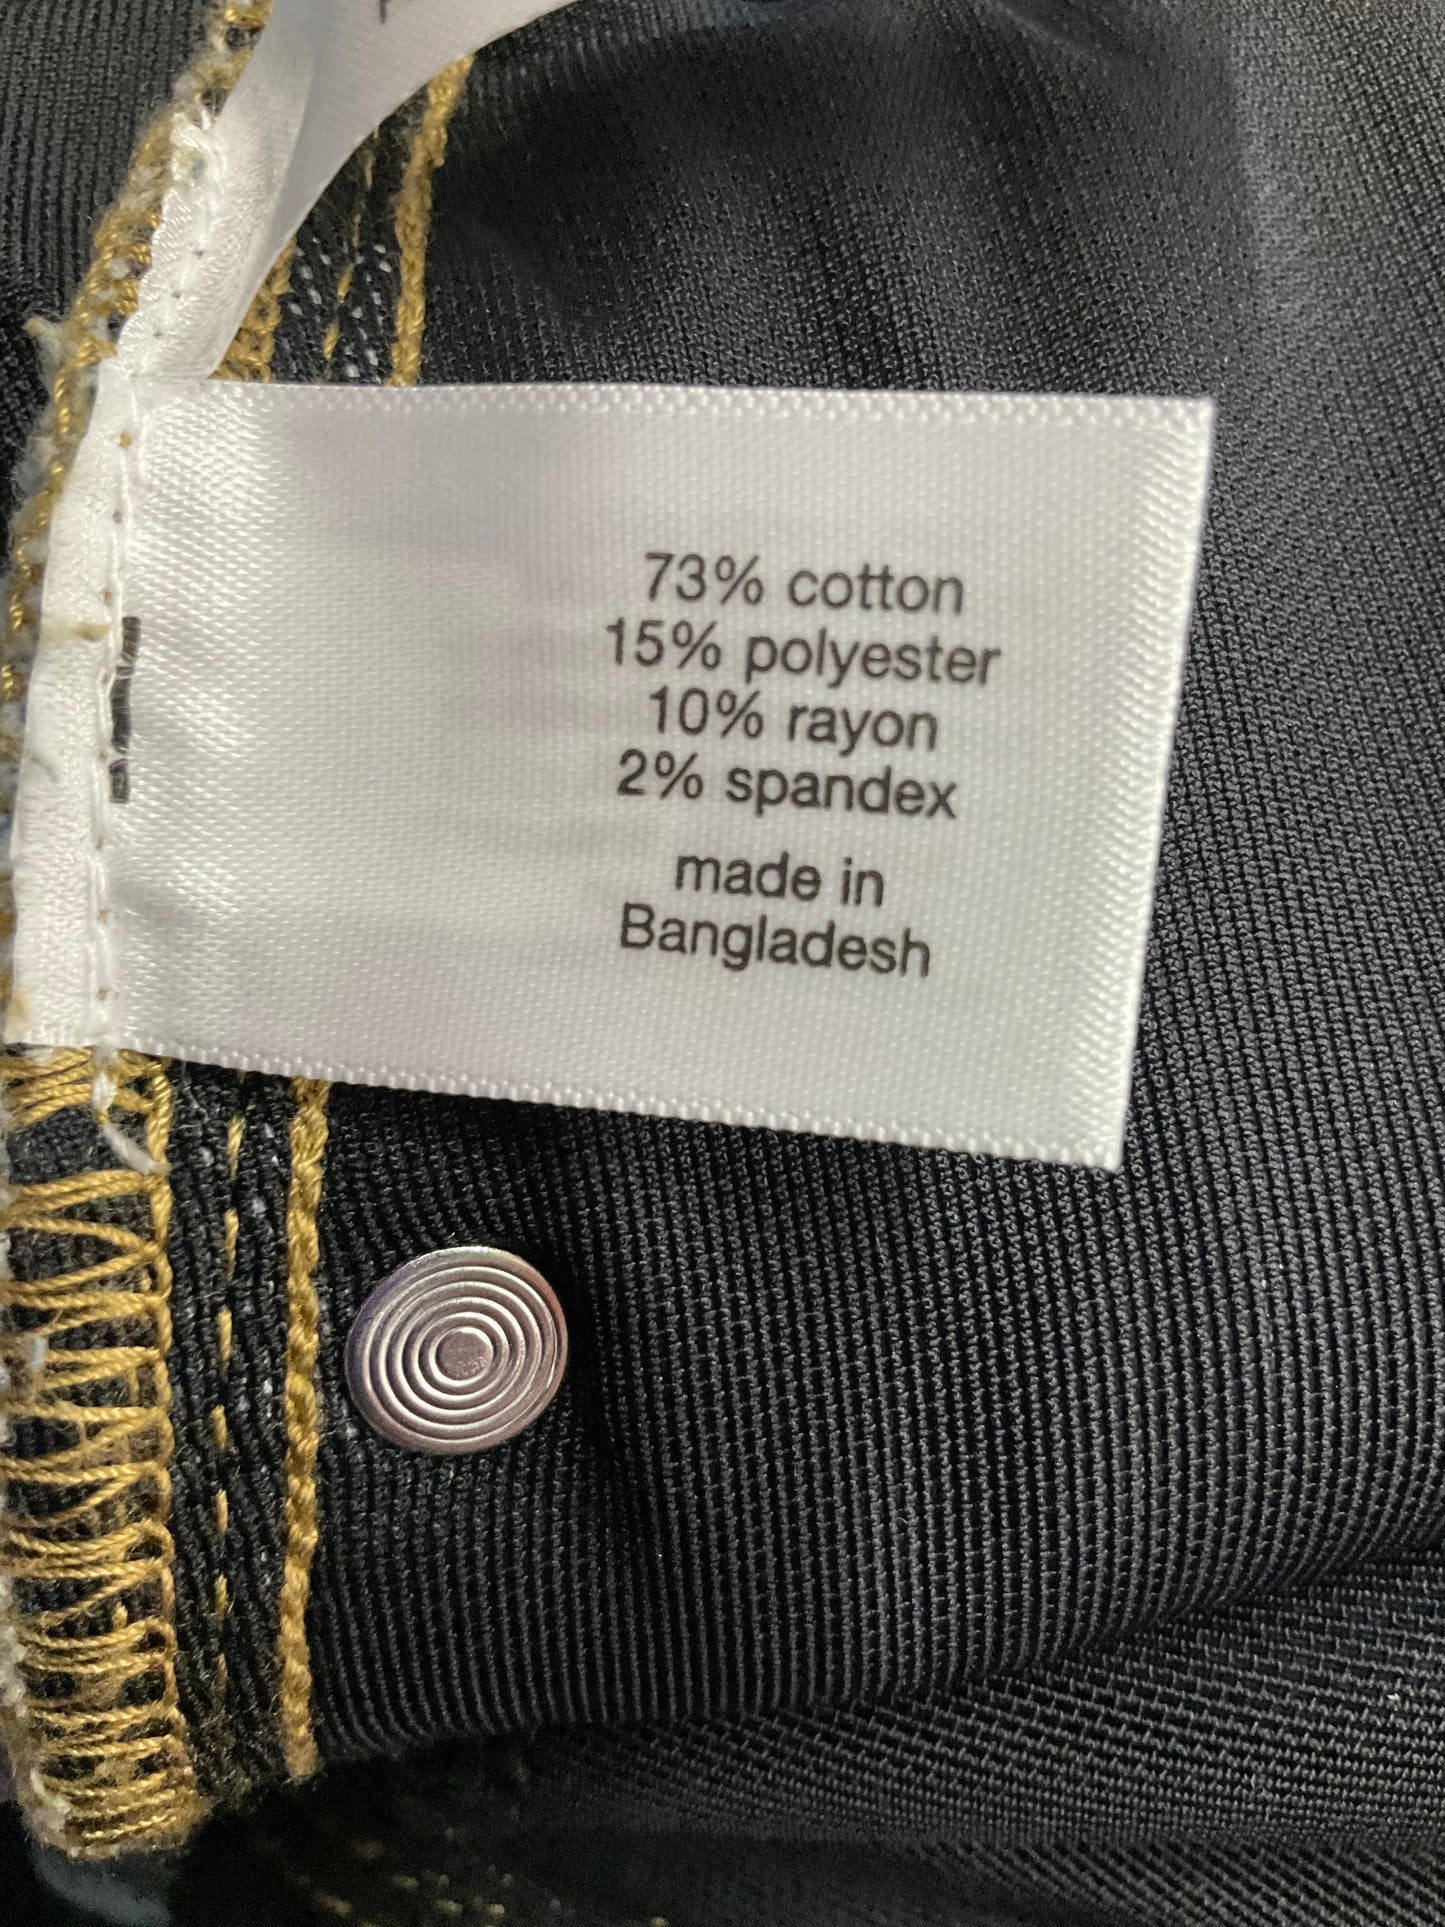 73% cotton
15% polyester
10% rayon
2% spandex
made in
Bangladesh